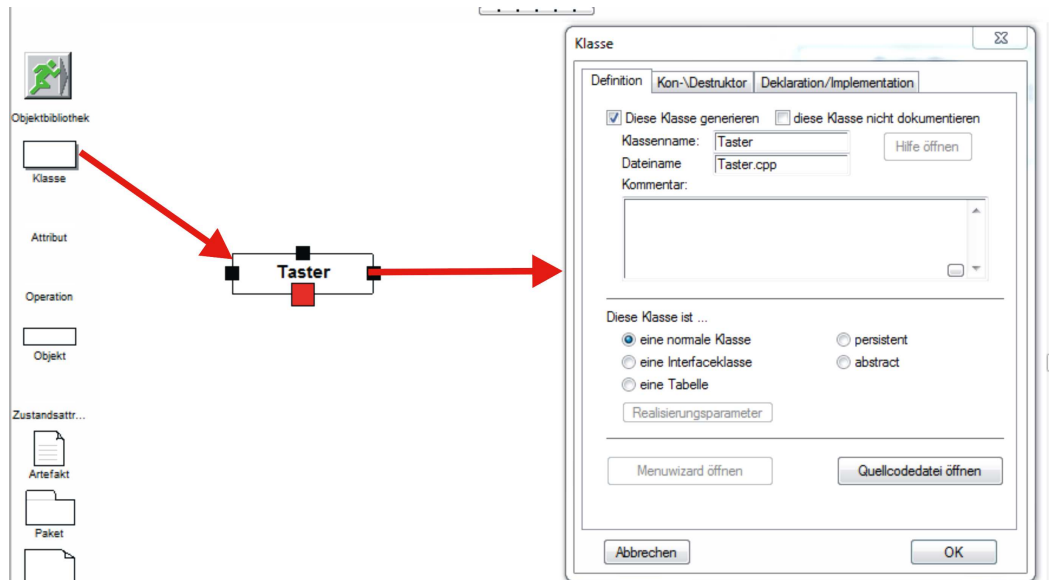 Objektbibliothek
Klasse
Attribut
Operation
Objekt
Zustandsattr...
Artefakt
Paket
Taster
Klasse
Definition Kon-\Destruktor Deklaration/Implementation
Diese Klasse generieren diese Klasse nicht dokumentieren
Klassenname: Taster Hilfe öffnen
Dateiname Taster.cpp
Kommentar:
Diese Klasse ist ...
eine normale Klasse persistent
eine Interfaceklasse abstract
eine Tabelle
Realisierungsparameter
Menuwizard öffnen Quellcodedatei öffnen
Abbrechen OK